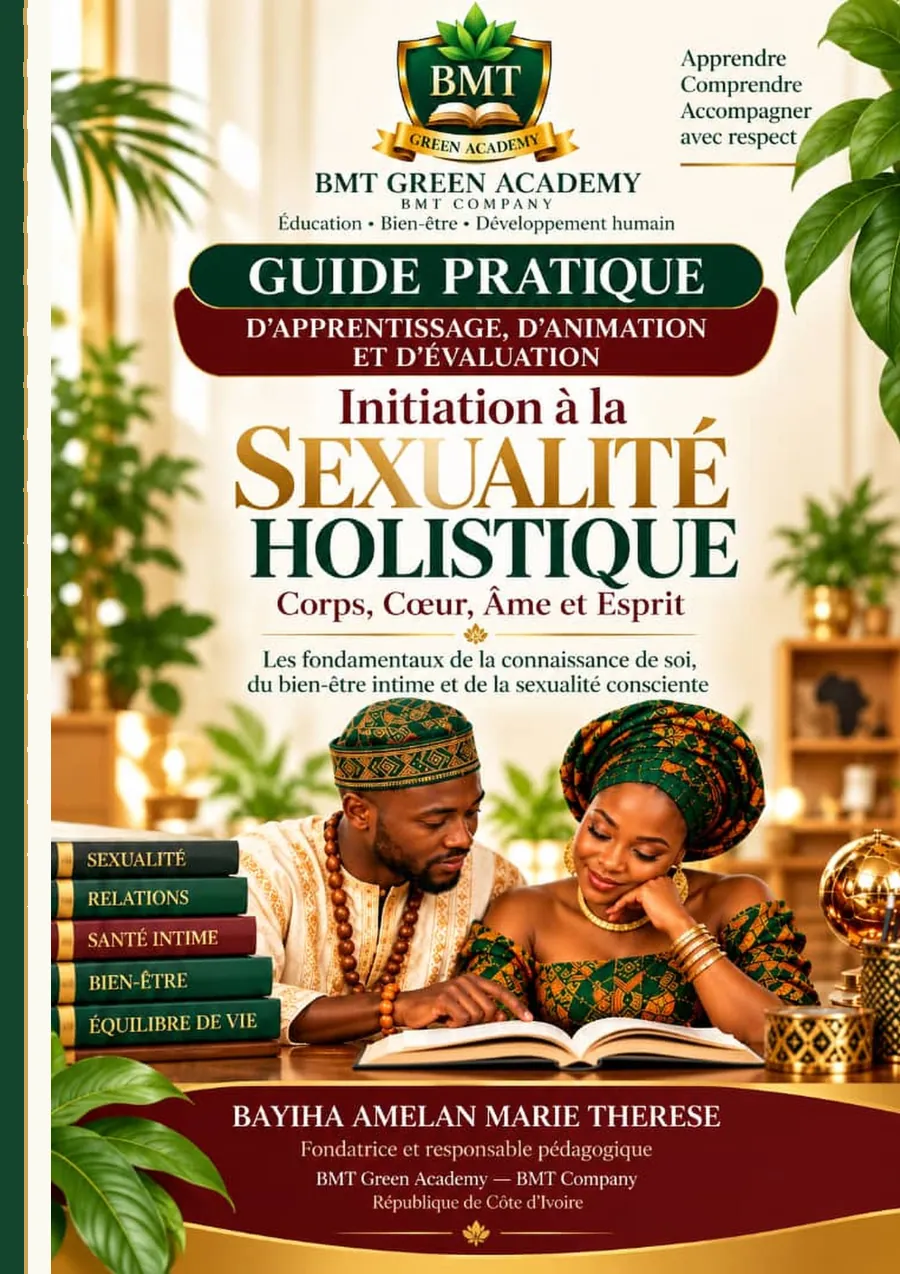 BMT
GREEN ACADEMY
Apprendre
Comprendre
Accompagner
avec respect
BMT GREEN ACADEMY
BMT COMPANY
Éducation • Bien-être • Développement humain
GUIDE PRATIQUE
D'APPRENTISSAGE, D'ANIMATION
ET D'ÉVALUATION
Initiation à la
SEXUALITÉ
HOLISTIQUE
Corps, Cœur, Âme et Esprit
Les fondamentaux de la connaissance de soi,
du bien-être intime et de la sexualité consciente
SEXUALITÉ
RELATIONS
SANTÉ INTIME
BIEN-ÊTRE
ÉQUILIBRE DE VIE
BAYIHA AMELAN MARIE THERESE
Fondatrice et responsable pédagogique
BMT Green Academy — BMT Company
République de Côte d'Ivoire